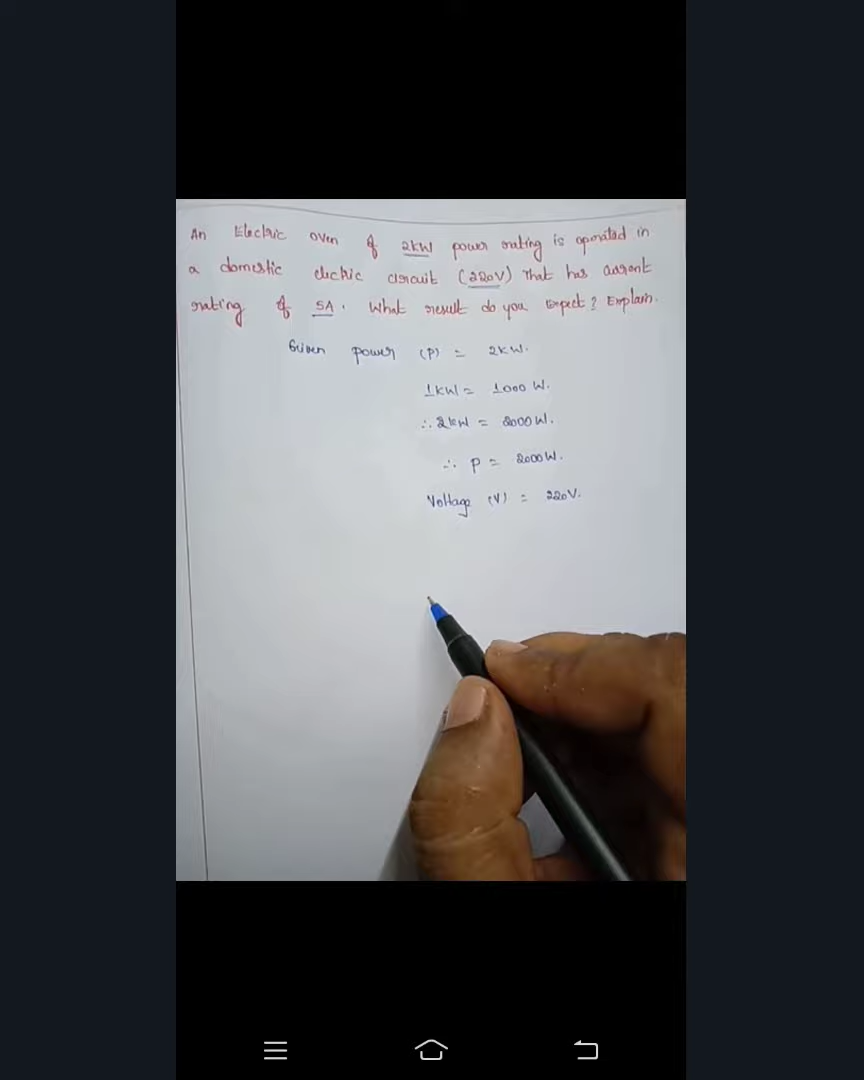 An Electric oven of 2kW power rating is operated in
a domestic electric circuit (220V) that has current
rating of 5A. What result do you Expect? Explain.
Given power (P) = 2kW.
1kW = 1000 W.
∴ 2kW = 2000 W.
∴ P = 2000 W.
Voltage (V) = 220V.